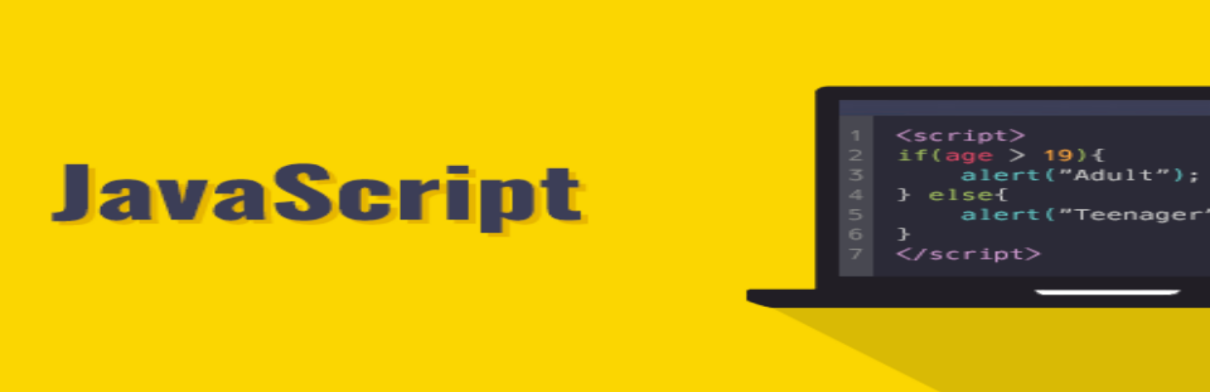 JavaScript
1 <script>
2 if(age > 19){
3 alert("Adult");
4 } else{
5 alert("Teenager"
6 }
7 </script>